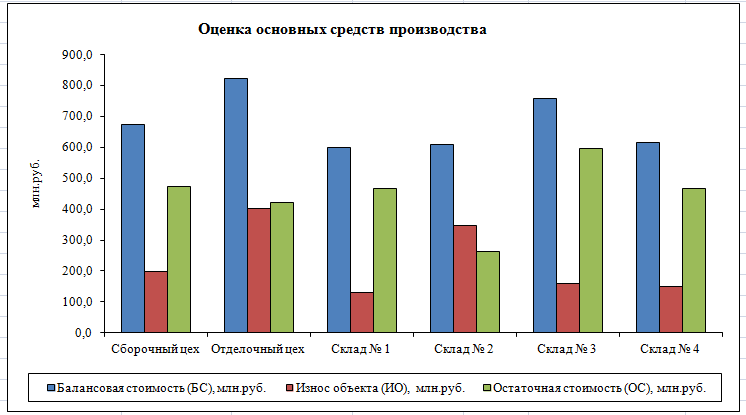 Оценка основных средств производства
млн.руб.
900,0
800,0
700,0
600,0
500,0
400,0
300,0
200,0
100,0
0,0
Сборочный цех Отделочный цех Склад № 1 Склад № 2 Склад № 3 Склад № 4
Балансовая стоимость (БС), млн.руб. Износ объекта (ИО), млн.руб. Остаточная стоимость (ОС), млн.руб.